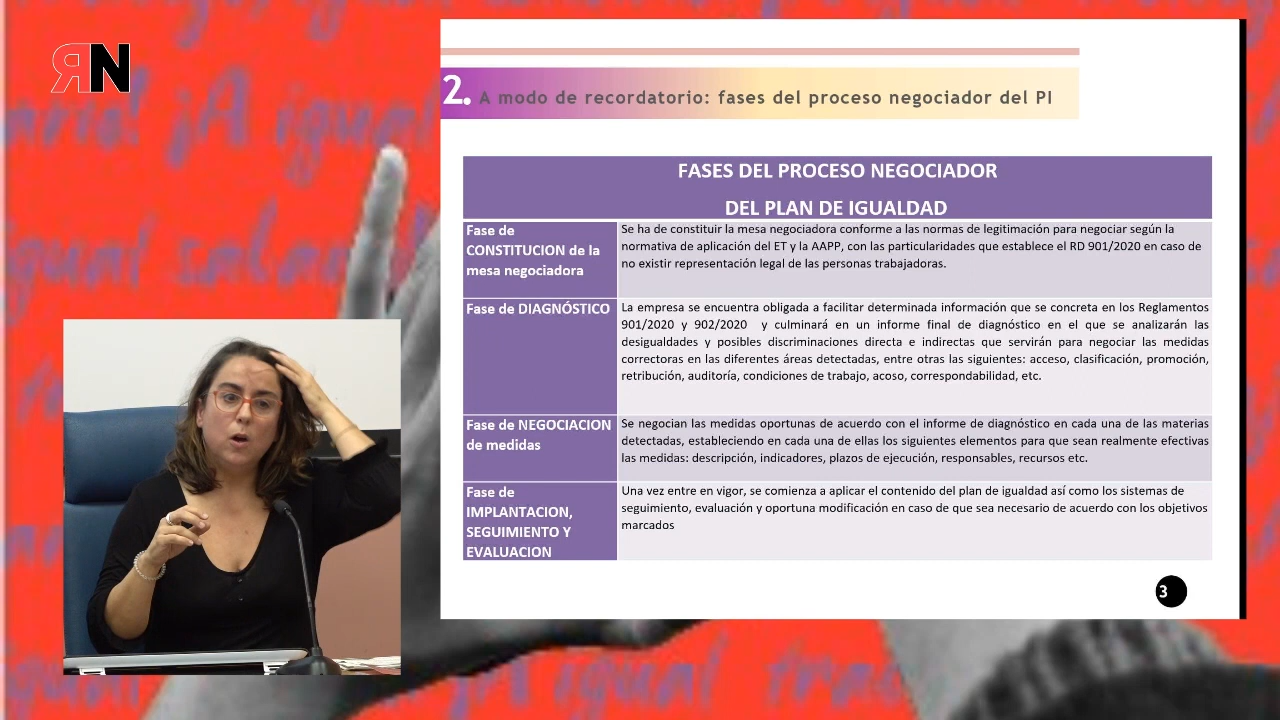 ЯN
2. A modo de recordatorio: fases del proceso negociador del PI
FASES DEL PROCESO NEGOCIADOR
DEL PLAN DE IGUALDAD
Fase de
CONSTITUCION de la
mesa negociadora
Se ha de constituir la mesa negociadora conforme a las normas de legitimación para negociar según la
normativa de aplicación del ET y la AAPP, con las particularidades que establece el RD 901/2020 en caso de
no existir representación legal de las personas trabajadoras.
Fase de DIAGNÓSTICO
La empresa se encuentra obligada a facilitar determinada información que se concreta en los Reglamentos
901/2020 y 902/2020 y culminará en un informe final de diagnóstico en el que se analizarán las
desigualdades y posibles discriminaciones directa e indirectas que servirán para negociar las medidas
correctoras en las diferentes áreas detectadas, entre otras las siguientes: acceso, clasificación, promoción,
retribución, auditoría, condiciones de trabajo, acoso, correspondabilidad, etc.
Fase de NEGOCIACION
de medidas
Se negocian las medidas oportunas de acuerdo con el informe de diagnóstico en cada una de las materias
detectadas, estableciendo en cada una de ellas los siguientes elementos para que sean realmente efectivas
las medidas: descripción, indicadores, plazos de ejecución, responsables, recursos etc.
Fase de
IMPLANTACION,
SEGUIMIENTO Y
EVALUACION
Una vez entre en vigor, se comienza a aplicar el contenido del plan de igualdad así como los sistemas de
seguimiento, evaluación y oportuna modificación en caso de que sea necesario de acuerdo con los objetivos
marcados
3
¡A igual
¡A igual